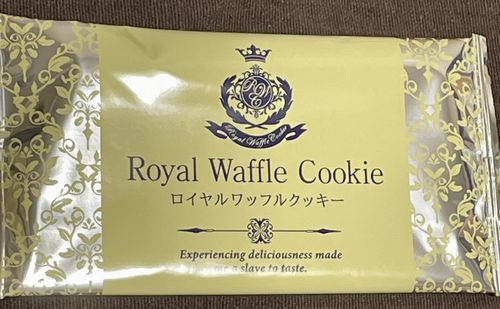 Royal Waffle Cookie
Royal Waffle Cookie
ロイヤルワッフルクッキー
Experiencing deliciousness made
me a slave to taste.